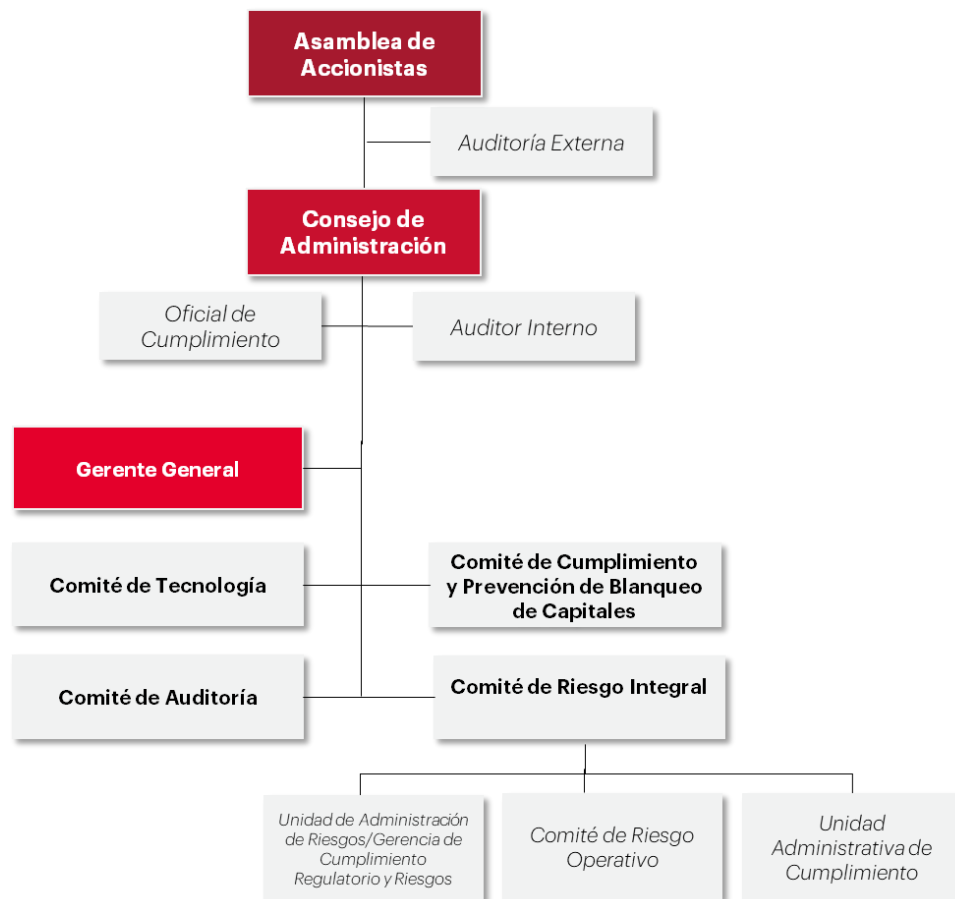 Asamblea de
Accionistas
Auditoría Externa
Consejo de
Administración
Oficial de
Cumplimiento
Auditor Interno
Gerente General
Comité de Tecnología
Comité de Cumplimiento
y Prevención de Blanqueo
de Capitales
Comité de Auditoría
Comité de Riesgo Integral
Unidad de Administración
de Riesgos/Gerencia de
Cumplimiento
Regulatorio y Riesgos
Comité de Riesgo
Operativo
Unidad
Administrativa de
Cumplimiento